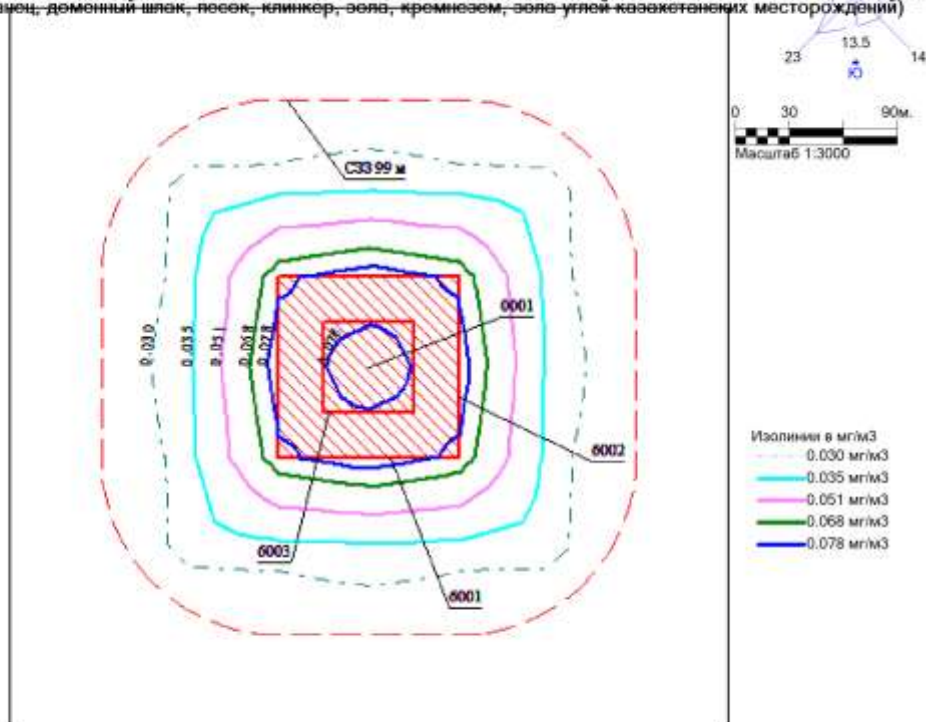 доменный шлак, песок, клинкер, зола, кремнезем, зола углей казахстанских месторождений)
23
13.5
14
Ю
0 30 90м.
Масштаб 1:3000
СЗЗ 99 м
0001
0.030
0.035
0.051
0.068
0.078
0.078
6002
6003
6001
Изолинии в мг/м3
0.030 мг/м3
0.035 мг/м3
0.051 мг/м3
0.068 мг/м3
0.078 мг/м3